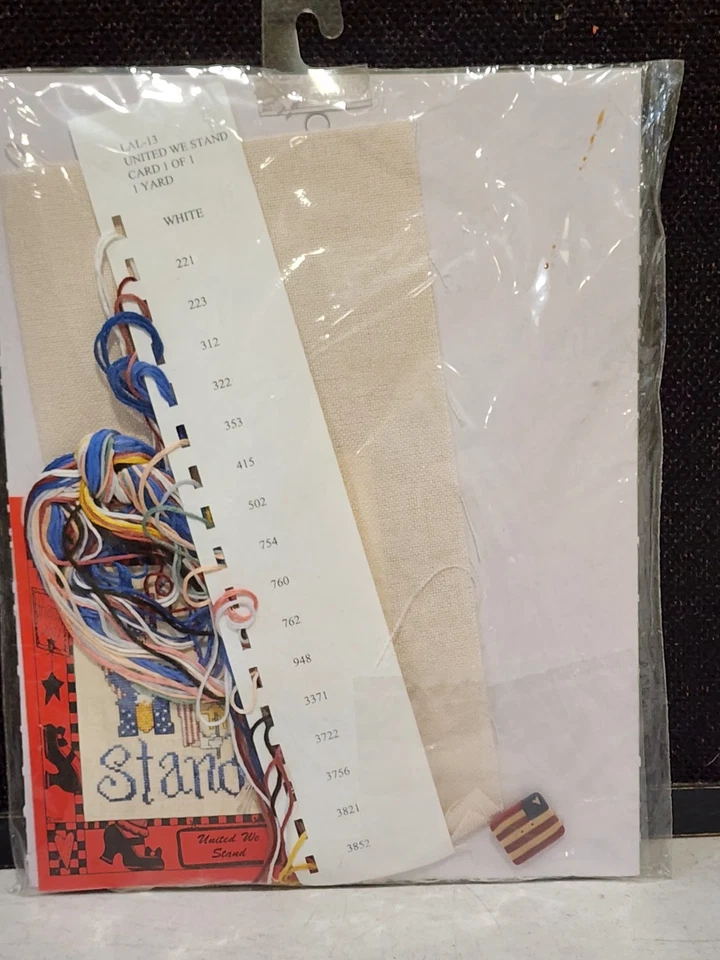 LAL-13
UNITED WE STAND
CARD 1 OF 1
1 YARD
WHITE
221
223
312
322
353
415
502
754
760
762
948
3371
3722
3756
3821
3852
Stand
United We
Stand